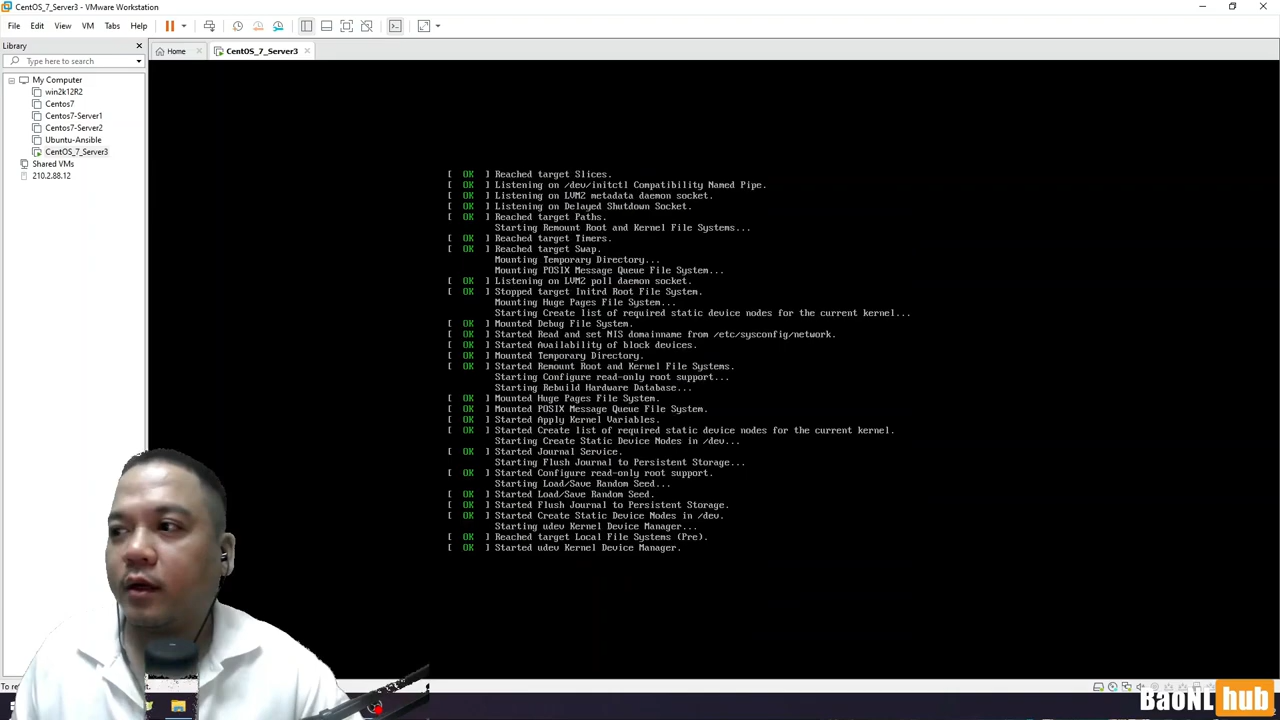 CentOS_7_Server3 - VMware Workstation
File Edit View VM Tabs Help
Library
Home
CentOS_7_Server3
Type here to search
My Computer
win2k12R2
Centos7
Centos7-Server1
Centos7-Server2
Ubuntu-Ansible
CentOS_7_Server3
Shared VMs
210.2.88.12
[ OK ] Reached target Slices.
[ OK ] Listening on /dev/initctl Compatibility Named Pipe.
[ OK ] Listening on LVM2 metadata daemon socket.
[ OK ] Listening on Delayed Shutdown Socket.
[ OK ] Reached target Paths.
Starting Remount Root and Kernel File Systems...
[ OK ] Reached target Timers.
[ OK ] Reached target Swap.
Mounting Temporary Directory...
Mounting POSIX Message Queue File System...
[ OK ] Listening on LVM2 poll daemon socket.
[ OK ] Stopped target Initrd Root File System.
Mounting Huge Pages File System...
Starting Create list of required static device nodes for the current kernel...
[ OK ] Mounted Debug File System.
[ OK ] Started Read and set NIS domainname from /etc/sysconfig/network.
[ OK ] Started Availability of block devices.
[ OK ] Mounted Temporary Directory.
[ OK ] Started Remount Root and Kernel File Systems.
Starting Configure read-only root support...
Starting Rebuild Hardware Database...
[ OK ] Mounted Huge Pages File System.
[ OK ] Mounted POSIX Message Queue File System.
[ OK ] Started Apply Kernel Variables.
[ OK ] Started Create list of required static device nodes for the current kernel.
Starting Create Static Device Nodes in /dev...
[ OK ] Started Journal Service.
Starting Flush Journal to Persistent Storage...
[ OK ] Started Configure read-only root support.
Starting Load/Save Random Seed...
[ OK ] Started Load/Save Random Seed.
[ OK ] Started Flush Journal to Persistent Storage.
[ OK ] Started Create Static Device Nodes in /dev.
Starting udev Kernel Device Manager...
[ OK ] Reached target Local File Systems (Pre).
[ OK ] Started udev Kernel Device Manager.
BaONL hub